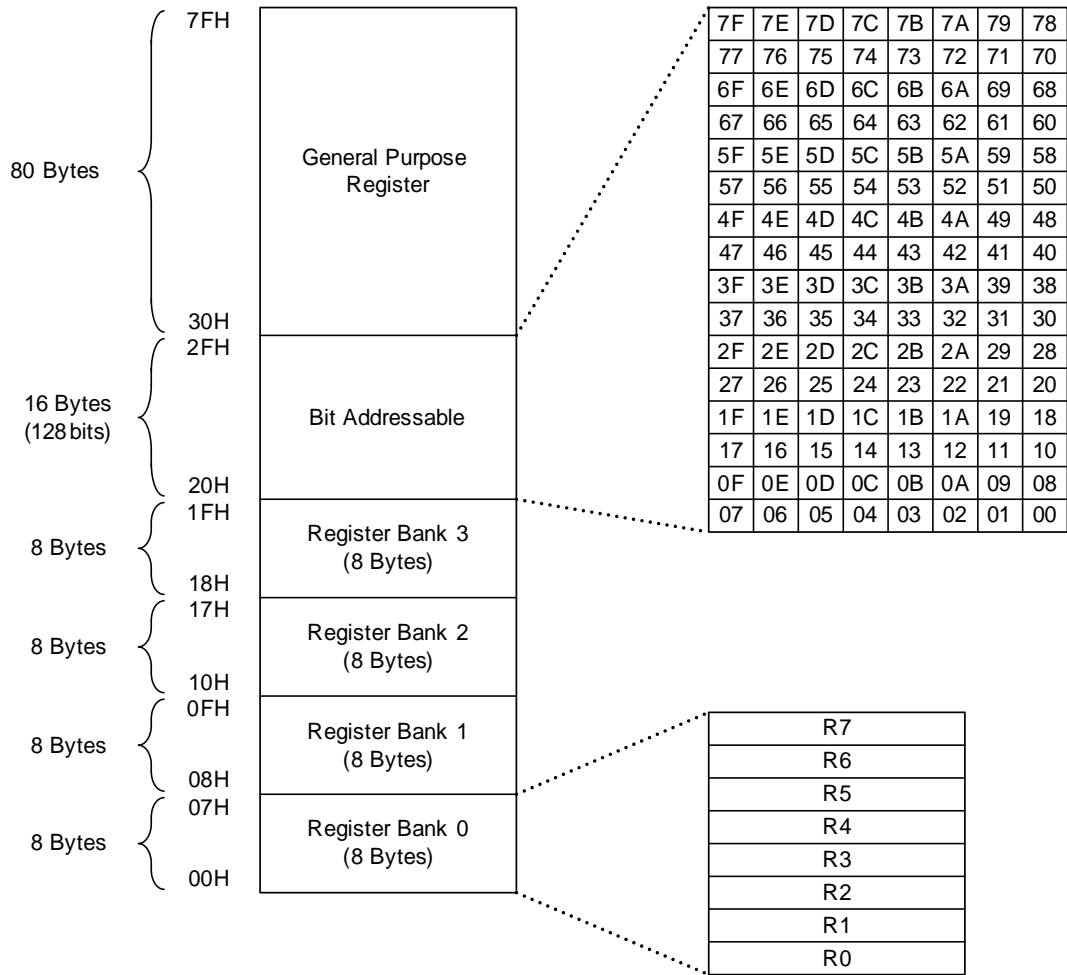 7FH
80 Bytes
General Purpose
Register
30H
2FH
16 Bytes
(128 bits)
Bit Addressable
20H
1FH
8 Bytes
Register Bank 3
(8 Bytes)
18H
17H
8 Bytes
Register Bank 2
(8 Bytes)
10H
0FH
8 Bytes
Register Bank 1
(8 Bytes)
08H
07H
8 Bytes
Register Bank 0
(8 Bytes)
00H
7F 7E 7D 7C 7B 7A 79 78
77 76 75 74 73 72 71 70
6F 6E 6D 6C 6B 6A 69 68
67 66 65 64 63 62 61 60
5F 5E 5D 5C 5B 5A 59 58
57 56 55 54 53 52 51 50
4F 4E 4D 4C 4B 4A 49 48
47 46 45 44 43 42 41 40
3F 3E 3D 3C 3B 3A 39 38
37 36 35 34 33 32 31 30
2F 2E 2D 2C 2B 2A 29 28
27 26 25 24 23 22 21 20
1F 1E 1D 1C 1B 1A 19 18
17 16 15 14 13 12 11 10
0F 0E 0D 0C 0B 0A 09 08
07 06 05 04 03 02 01 00
R7
R6
R5
R4
R3
R2
R1
R0